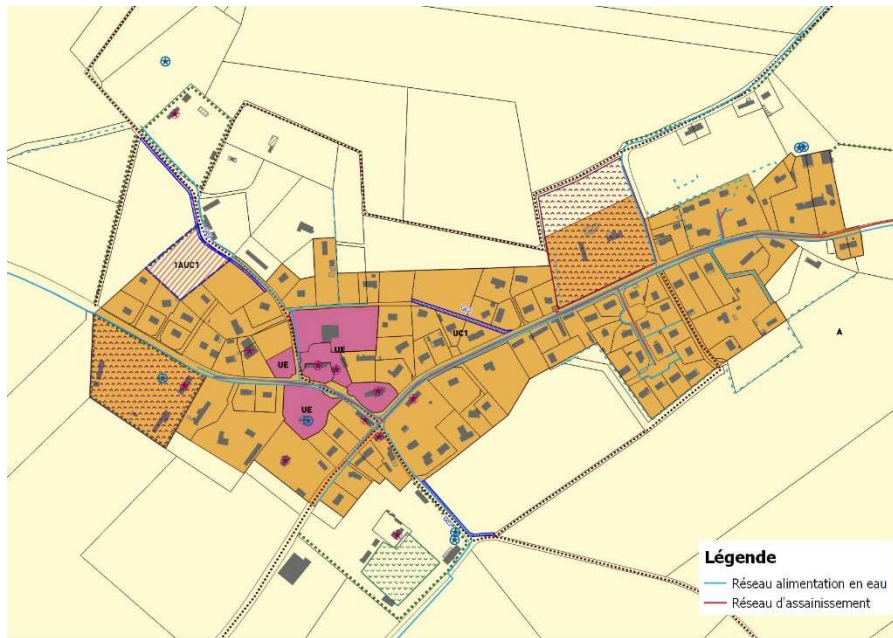 1AUC1
UE
UE
UC1
UE
A
Légende
Réseau alimentation en eau
Réseau d'assainissement